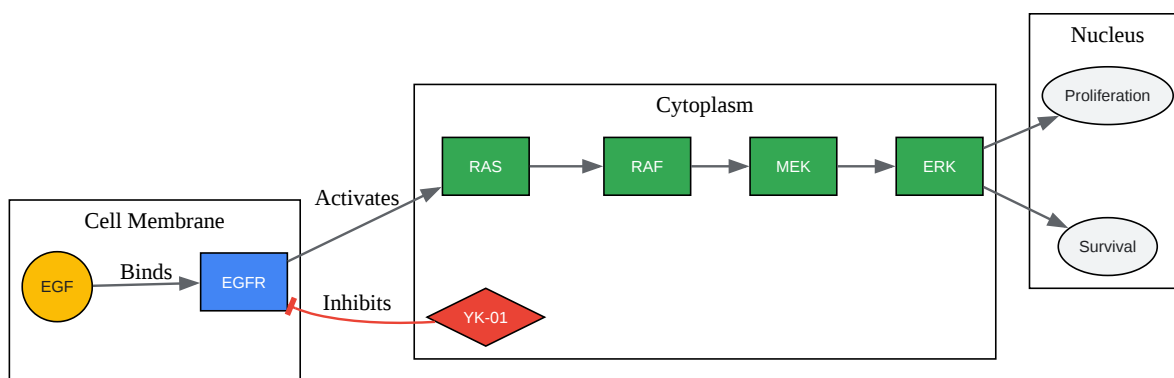 Cell Membrane
EGF
Binds
EGFR
Activates
Inhibits
Cytoplasm
RAS
RAF
MEK
ERK
YK-01
Nucleus
Proliferation
Survival